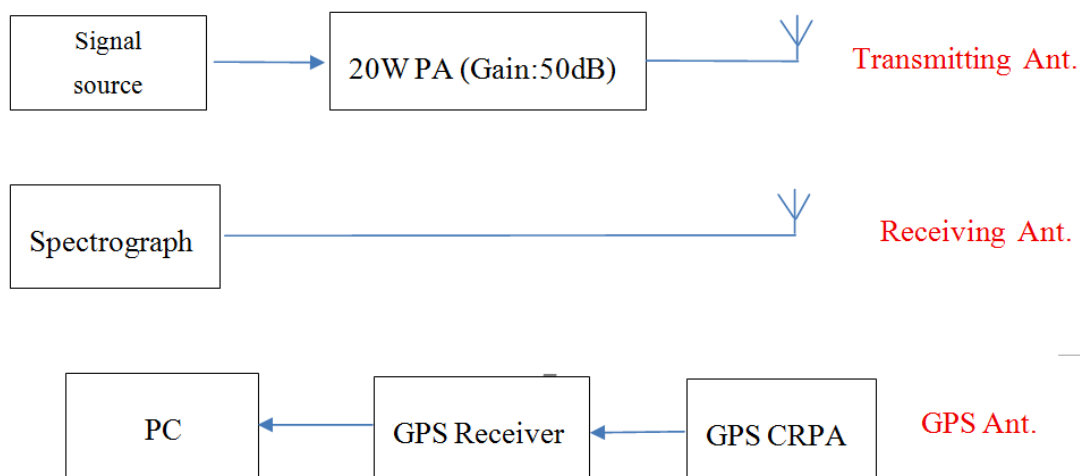 Signal
source
20W PA (Gain:50dB)
Transmitting Ant.
Spectrograph
Receiving Ant.
PC
GPS Receiver
GPS CRPA
GPS Ant.